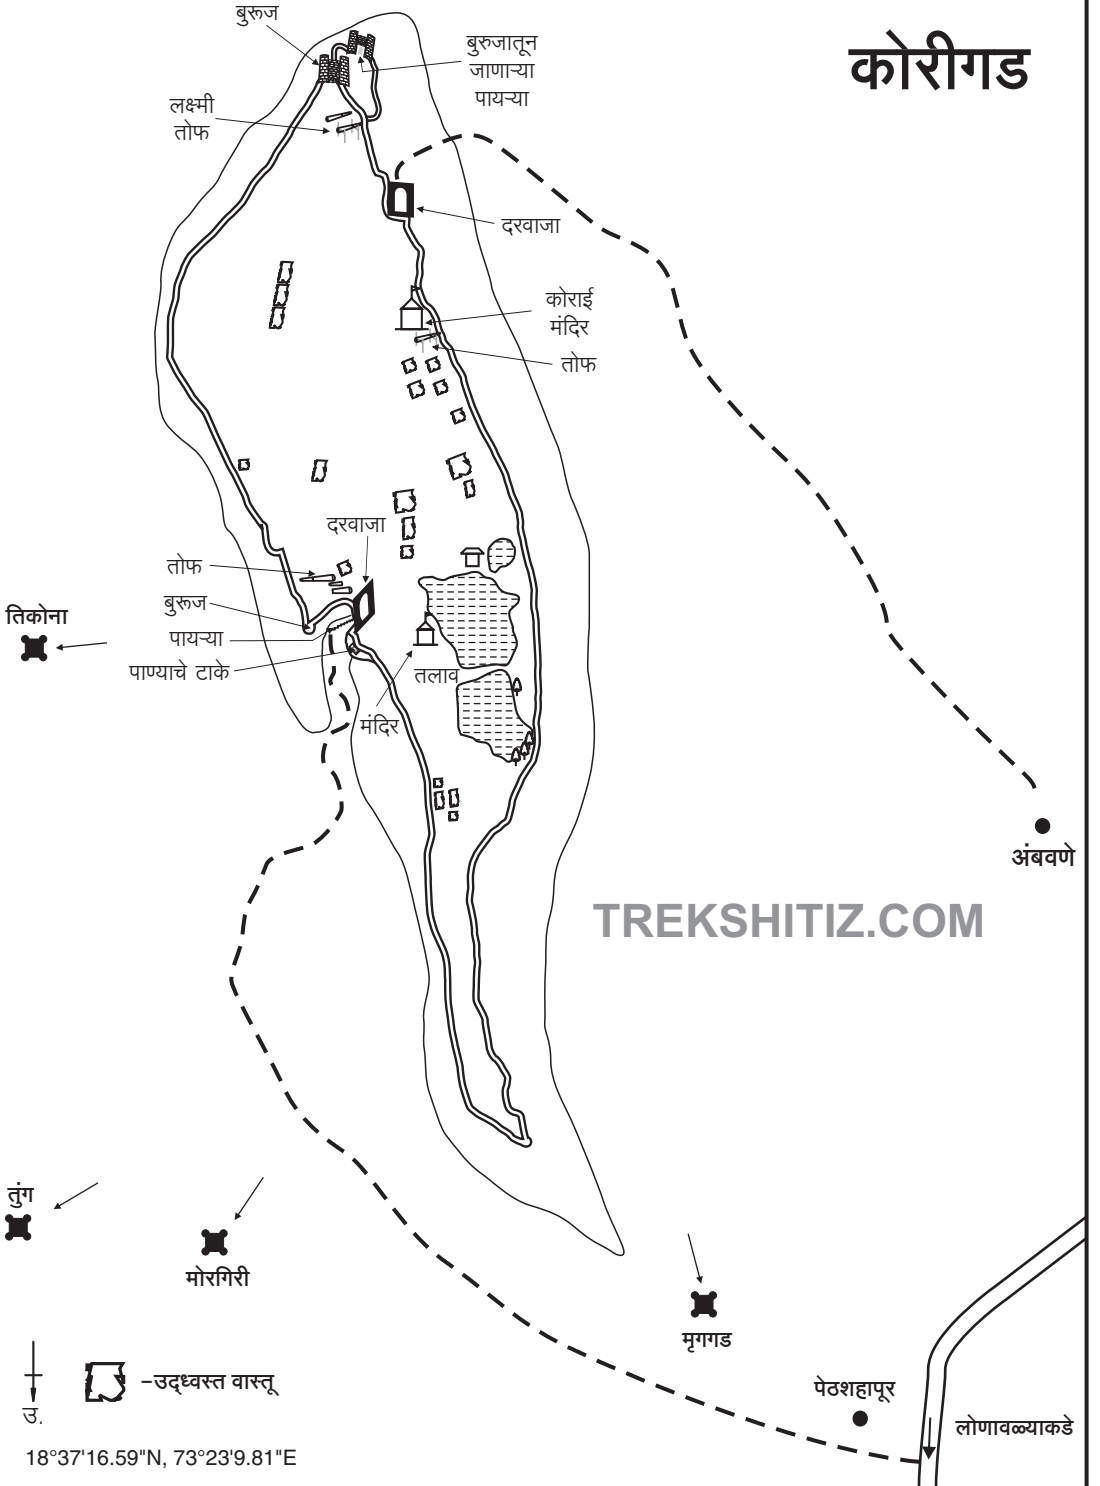 कोरीगड
बुरूज
बुरुजातून
जाणाऱ्या
पायऱ्या
लक्ष्मी
तोफ
दरवाजा
कोराई
मंदिर
तोफ
दरवाजा
तोफ
बुरूज
पायऱ्या
पाण्याचे टाके
तिकोना
तलाव
मंदिर
अंबवणे
TREKSHITIZ.COM
तुंग
मोरगिरी
मृगगड
पेठशहापूर
लोणावळ्याकडे
-उद्ध्वस्त वास्तू
उ.
18°37'16.59"N, 73°23'9.81"E